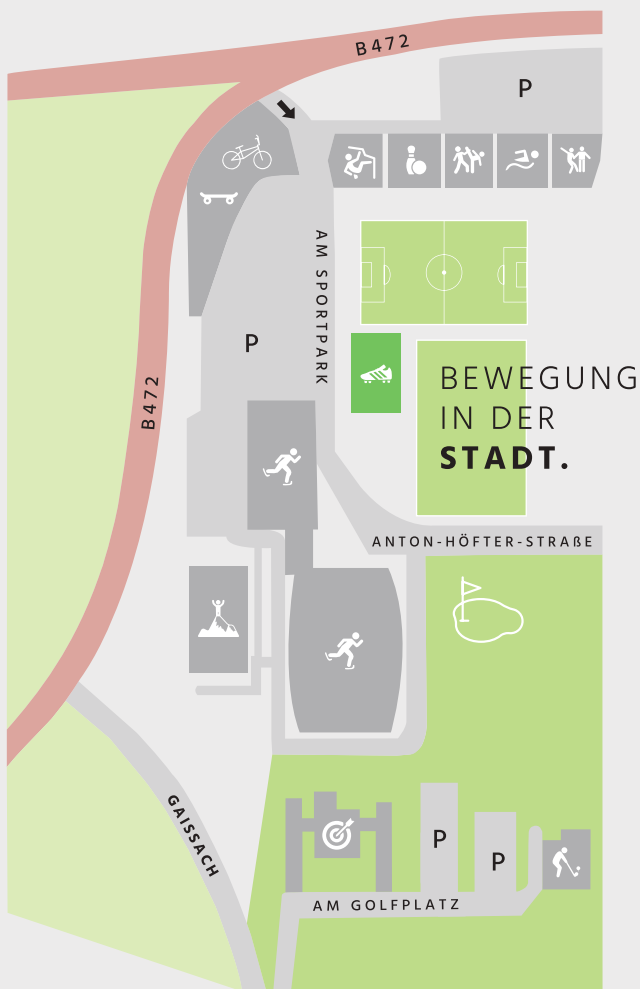 B472
P
AM SPORTPARK
P
B472
BEWEGUNG
IN DER
STADT.
ANTON-HÖFTER-STRAßE
GAISSACH
P
P
AM GOLFPLATZ